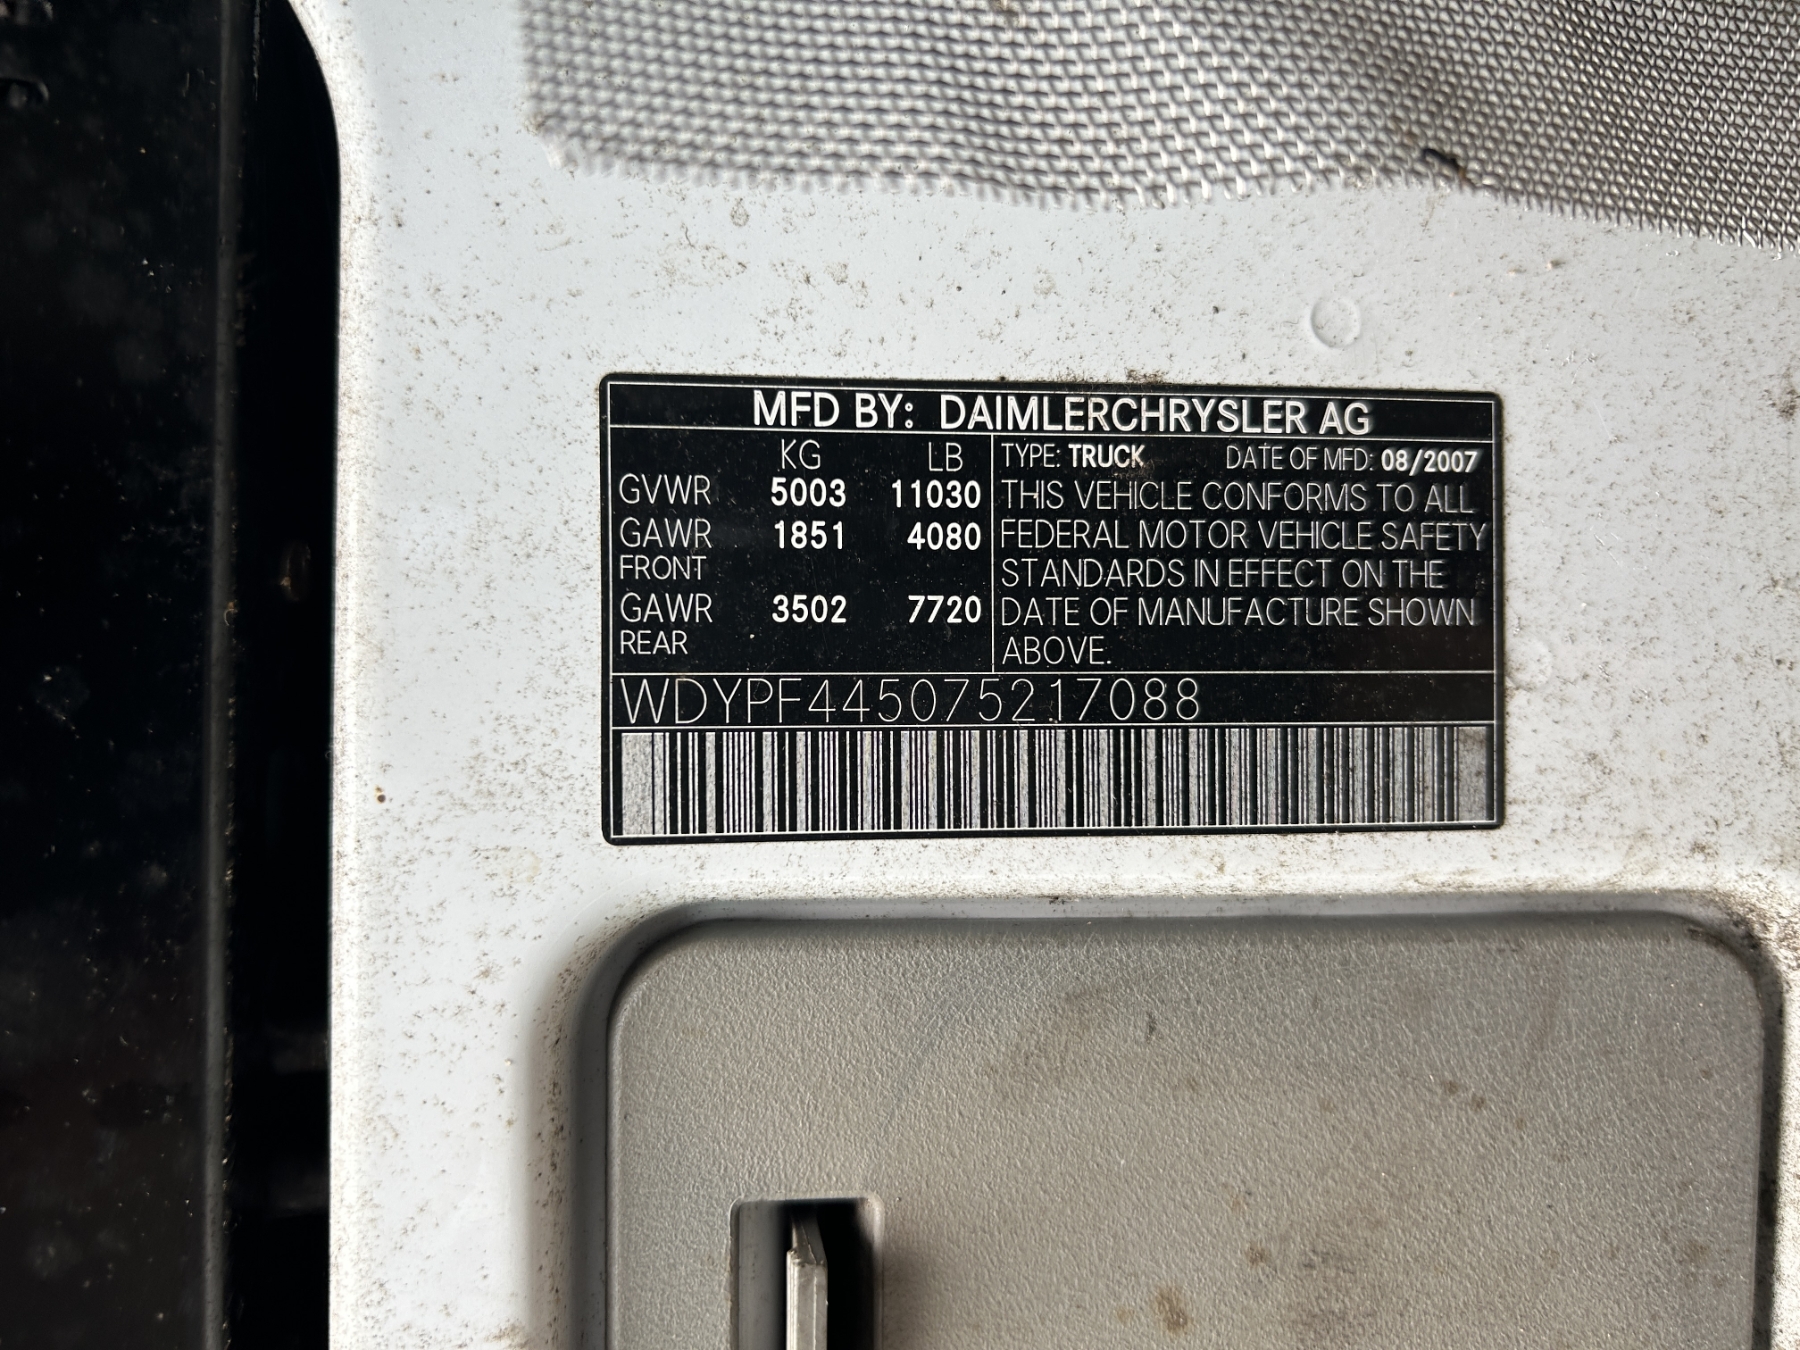 MFD BY: DAIMLERCHRYSLER AG
KG LB
GVWR 5003 11030
GAWR 1851 4080
FRONT
GAWR 3502 7720
REAR
TYPE: TRUCK DATE OF MFD: 08/2007
THIS VEHICLE CONFORMS TO ALL
FEDERAL MOTOR VEHICLE SAFETY
STANDARDS IN EFFECT ON THE
DATE OF MANUFACTURE SHOWN
ABOVE.
WDYPF445075217088